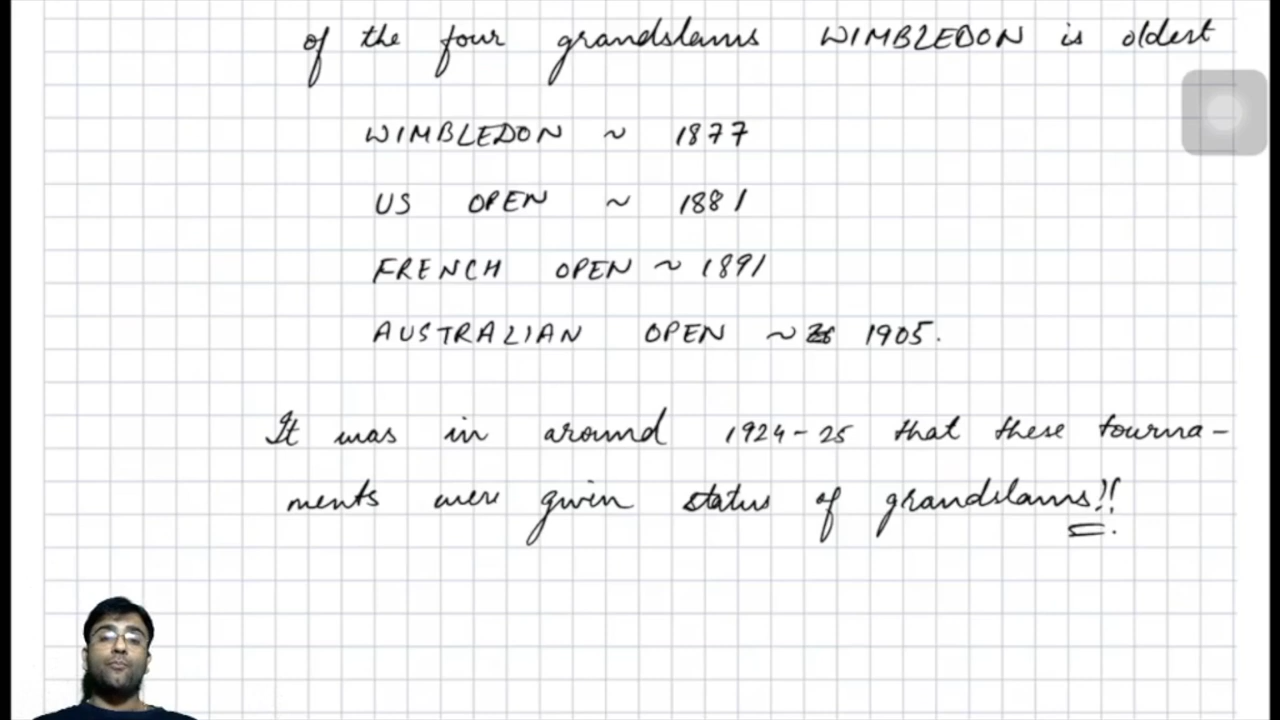 of the four grandslams WIMBLEDON is oldest
WIMBLEDON ~ 1877
US OPEN ~ 1881
FRENCH OPEN ~ 1891
AUSTRALIAN OPEN ~ 1905.
It was in around 1924-25 that these tourna-
ments were given status of grandslams!!